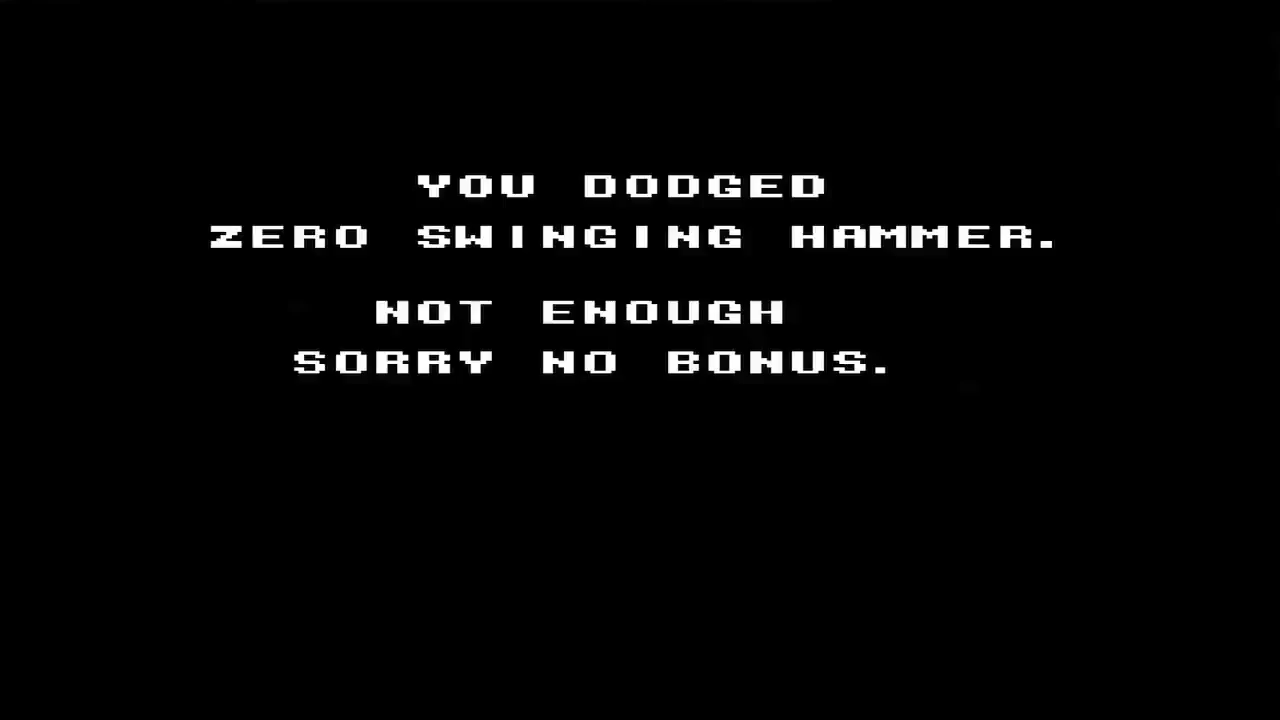 YOU DODGED
ZERO SWINGING HAMMER.
NOT ENOUGH
SORRY NO BONUS.